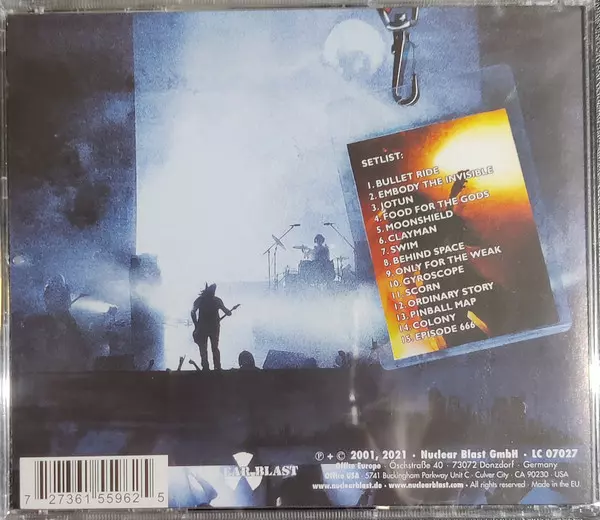 SETLIST:
1. BULLET RIDE
2. EMBODY THE INVISIBLE
3. JOTUN
4. FOOD FOR THE GODS
5. MOONSHIELD
6. CLAYMAN
7. SWIM
8. BEHIND SPACE
9. ONLY FOR THE WEAK
10. GYROSCOPE
11. SCORN
12. ORDINARY STORY
13. PINBALL MAP
14. COLONY
15. EPISODE 666
BLAST
℗ + © 2001, 2021 • Nuclear Blast GmbH • LC 07027
Office Europe • Oschstraße 40 • 73072 Donzdorf • Germany
Office USA • 5741 Buckingham Parkway Unit C • Culver City • CA 90230 • USA
www.nuclearblast.de • www.nuclearblast.com • All rights reserved • Made in the E.U.
7 27361 55962 5